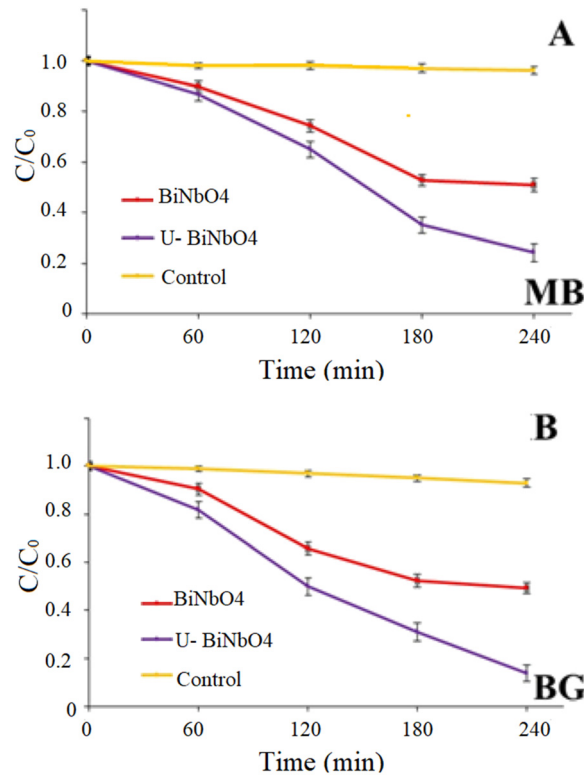 A
C/C₀
1.0
0.8
0.6
0.4
0.2
0
BiNbO4
U- BiNbO4
Control
MB
0 60 120 180 240
Time (min)
B
C/C₀
1.0
0.8
0.6
0.4
0.2
0
BiNbO4
U- BiNbO4
Control
BG
0 60 120 180 240
Time (min)